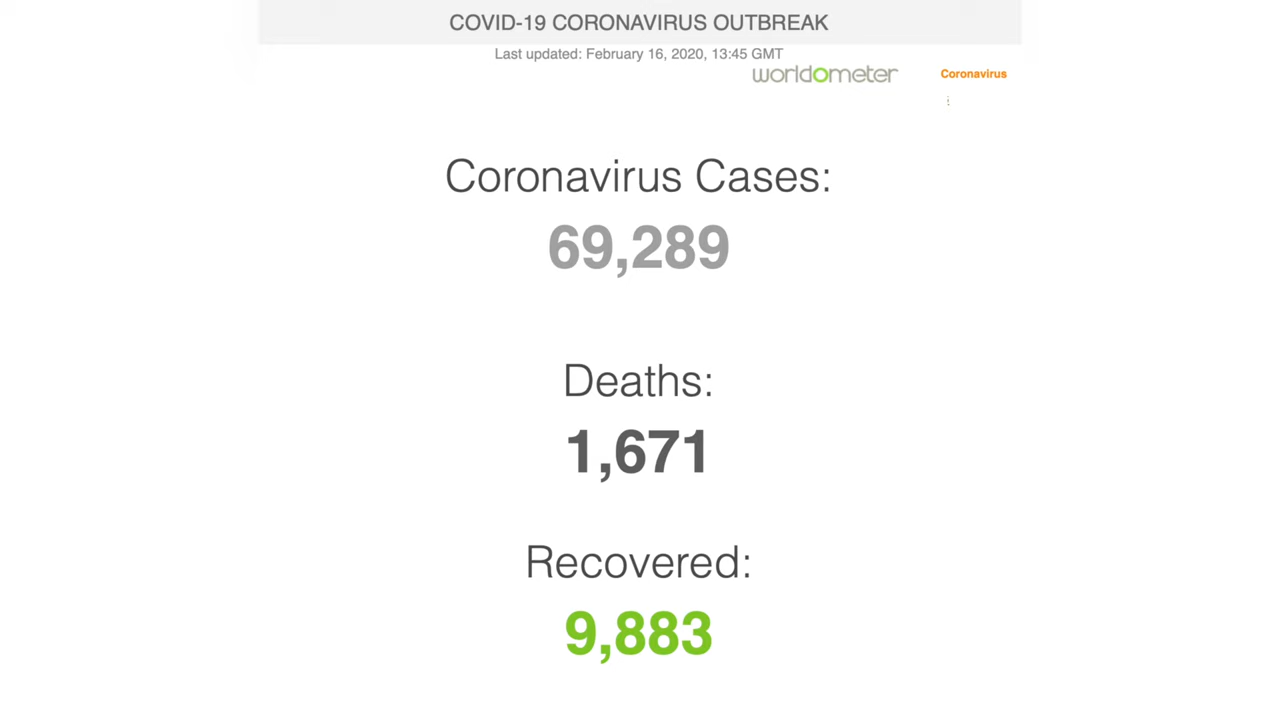 COVID-19 CORONAVIRUS OUTBREAK
Last updated: February 16, 2020, 13:45 GMT
worldometer Coronavirus
Coronavirus Cases:
69,289
Deaths:
1,671
Recovered:
9,883